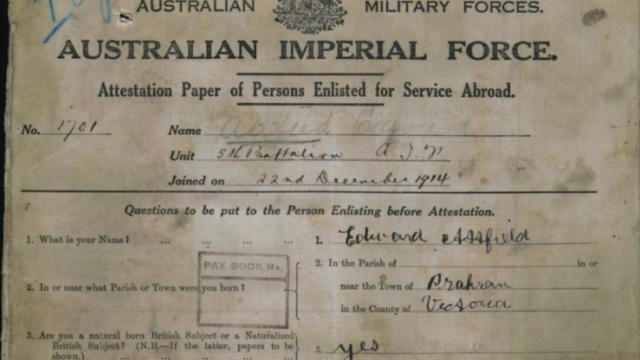 AUSTRALIAN MILITARY FORCES.
AUSTRALIAN IMPERIAL FORCE.
Attestation Paper of Persons Enlisted for Service Abroad.
No. 1701 Name Attfield Edward
Unit 5th Battalion A.I.F
Joined on 22nd December 1914
Questions to be put to the Person Enlisting before Attestation.
1. What is your Name? ... ... ... 1. Edward Attfield
2. In or near what Parish or Town were you born? 2. In the Parish of in or
near the Town of Prahran
in the County of Victoria
PAY BOOK No.
3. Are you a natural born British Subject or a Naturalized British Subject? (N.B.—If the latter, papers to be shown.) 3. yes